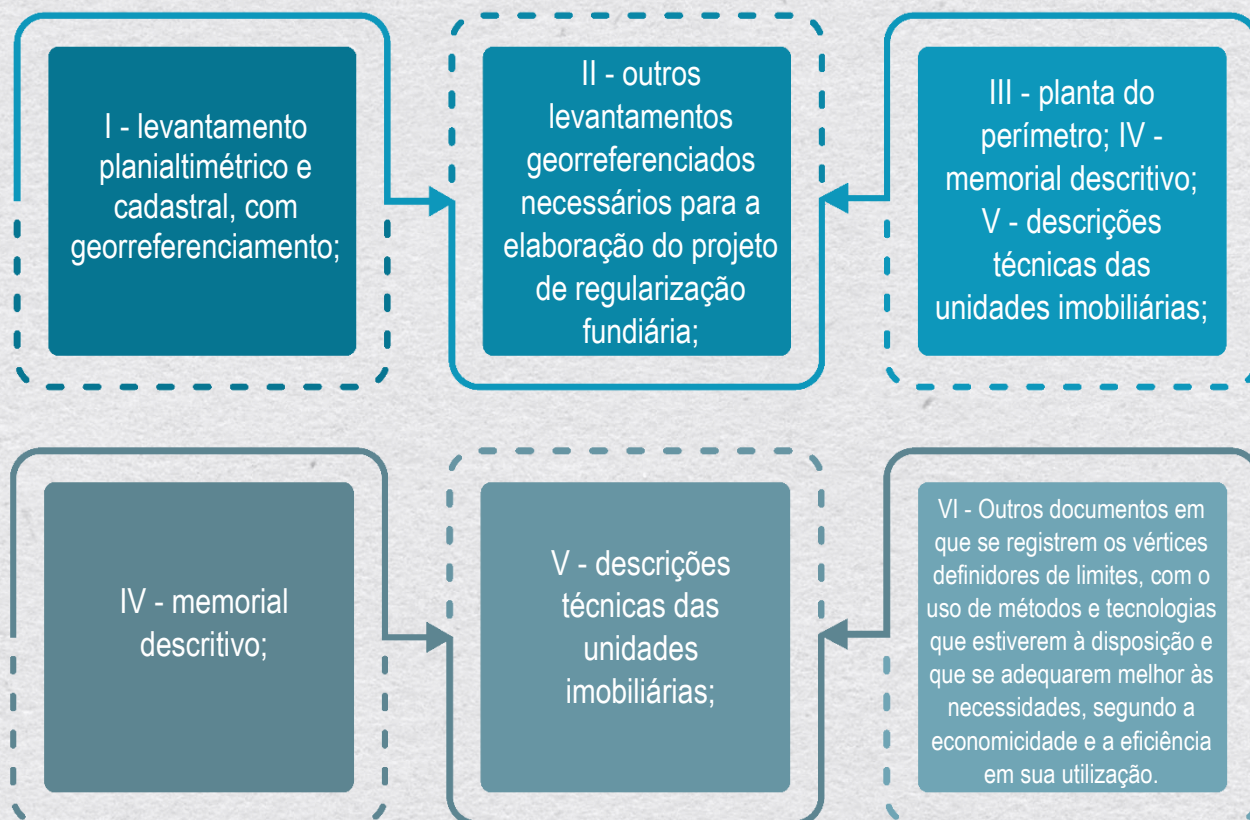 I - levantamento
planialtimétrico e
cadastral, com
georreferenciamento;
II - outros
levantamentos
georreferenciados
necessários para a
elaboração do projeto
de regularização
fundiária;
III - planta do
perímetro; IV -
memorial descritivo;
V - descrições
técnicas das
unidades imobiliárias;
IV - memorial
descritivo;
V - descrições
técnicas das
unidades
imobiliárias;
VI - Outros documentos em
que se registrem os vértices
definidores de limites, com o
uso de métodos e tecnologias
que estiverem à disposição e
que se adequarem melhor às
necessidades, segundo a
economicidade e a eficiência
em sua utilização.